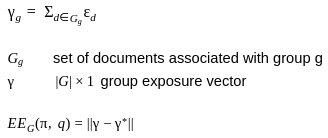 γ_g = Σ_{d∈G_g} ε_d
G_g set of documents associated with group g
γ |G| × 1 group exposure vector
EE_G(π, q) = ||γ − γ*||